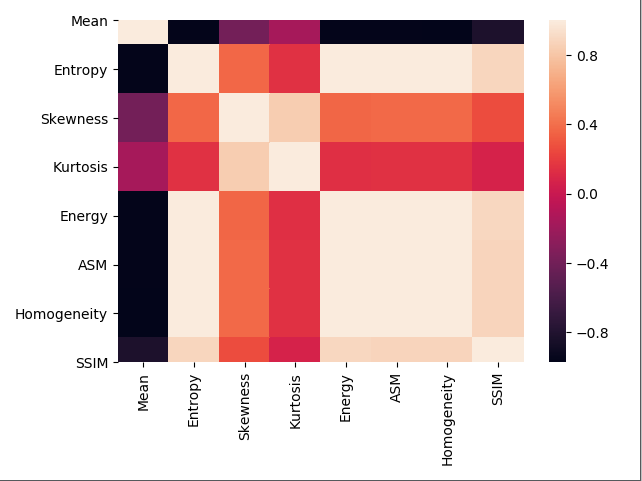 Mean
Entropy
Skewness
Kurtosis
Energy
ASM
Homogeneity
SSIM
Mean
Entropy
Skewness
Kurtosis
Energy
ASM
Homogeneity
SSIM
0.8
0.4
0.0
−0.4
−0.8